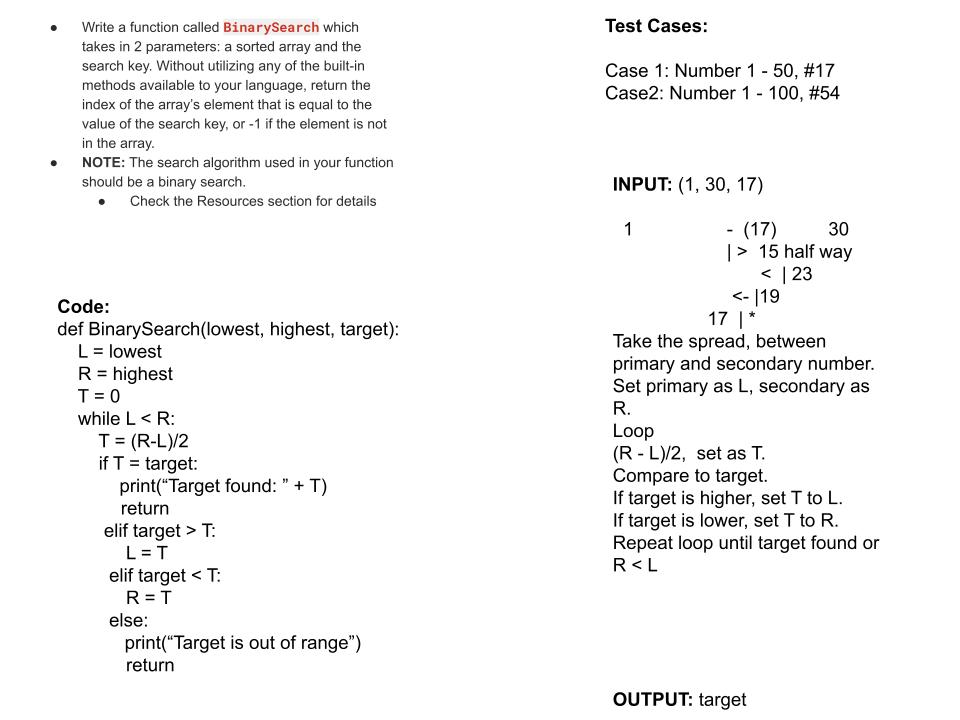 ● Write a function called BinarySearch which
takes in 2 parameters: a sorted array and the
search key. Without utilizing any of the built-in
methods available to your language, return the
index of the array’s element that is equal to the
value of the search key, or -1 if the element is not
in the array.
● NOTE: The search algorithm used in your function
should be a binary search.
● Check the Resources section for details
Code:
def BinarySearch(lowest, highest, target):
L = lowest
R = highest
T = 0
while L < R:
T = (R-L)/2
if T = target:
print(“Target found: ” + T)
return
elif target > T:
L = T
elif target < T:
R = T
else:
print(“Target is out of range”)
return
Test Cases:
Case 1: Number 1 - 50, #17
Case2: Number 1 - 100, #54
INPUT: (1, 30, 17)
1 - (17) 30
| > 15 half way
< | 23
<- |19
17 | *
Take the spread, between
primary and secondary number.
Set primary as L, secondary as
R.
Loop
(R - L)/2, set as T.
Compare to target.
If target is higher, set T to L.
If target is lower, set T to R.
Repeat loop until target found or
R < L
OUTPUT: target